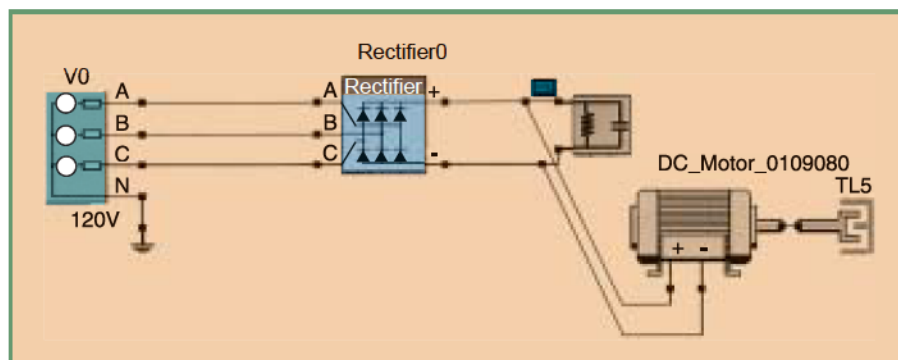 Rectifier0
V0
A
A
Rectifier
+
B
B
C
C
-
N
120V
DC_Motor_0109080
TL5
+ -